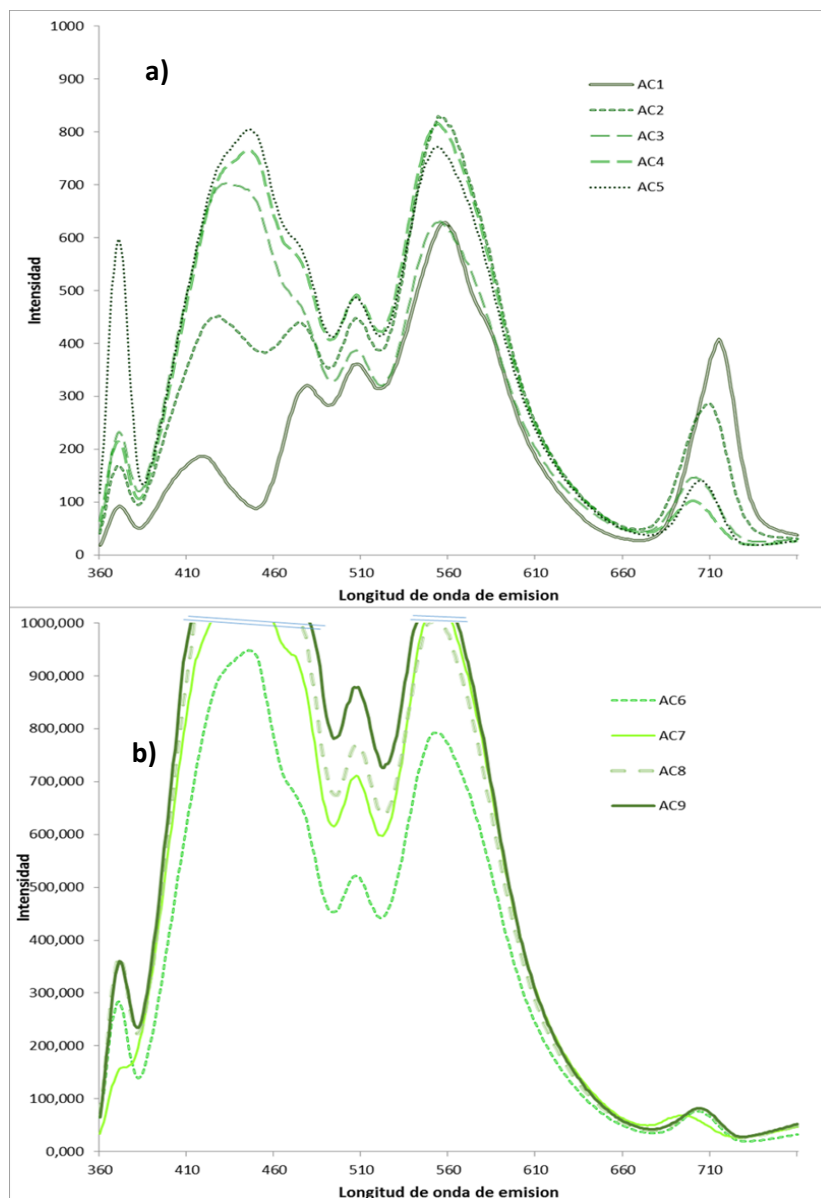 a)
1000
900
800
700
600
500
400
300
200
100
0
Intensidad
AC1
AC2
AC3
AC4
AC5
360 410 460 510 560 610 660 710
Longitud de onda de emision
b)
1000,000
900,000
800,000
700,000
600,000
500,000
400,000
300,000
200,000
100,000
0,000
Intensidad
AC6
AC7
AC8
AC9
360 410 460 510 560 610 660 710
Longitud de onda de emision